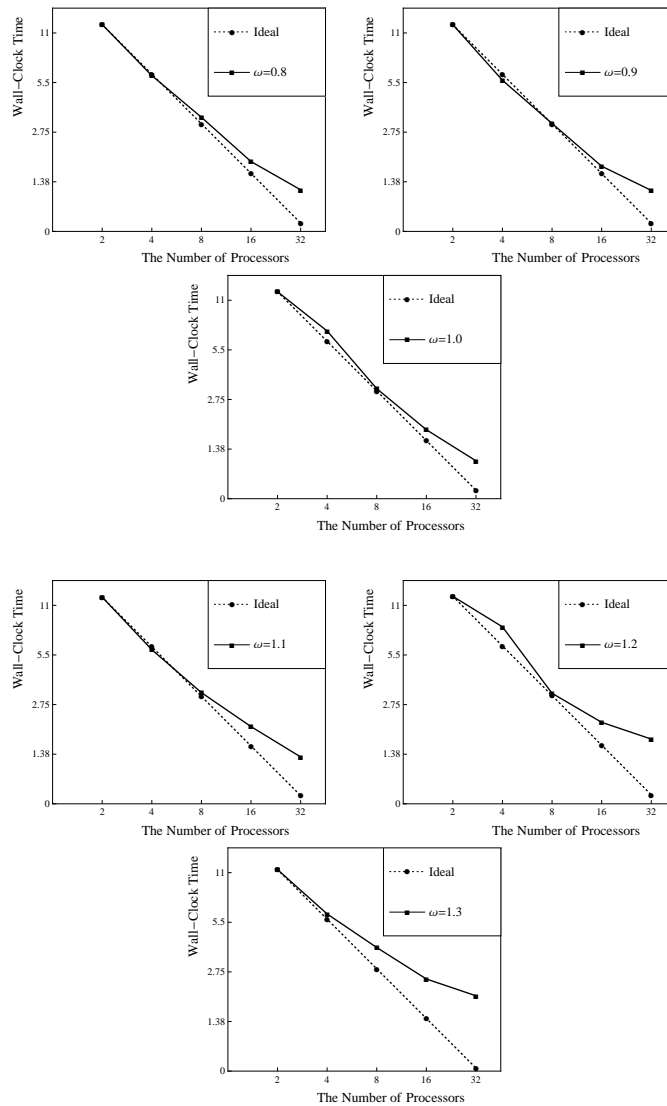 Wall-Clock Time
11
5.5
2.75
1.38
0
2 4 8 16 32
The Number of Processors
Ideal
ω=0.8
Wall-Clock Time
11
5.5
2.75
1.38
0
2 4 8 16 32
The Number of Processors
Ideal
ω=0.9
Wall-Clock Time
11
5.5
2.75
1.38
0
2 4 8 16 32
The Number of Processors
Ideal
ω=1.0
Wall-Clock Time
11
5.5
2.75
1.38
0
2 4 8 16 32
The Number of Processors
Ideal
ω=1.1
Wall-Clock Time
11
5.5
2.75
1.38
0
2 4 8 16 32
The Number of Processors
Ideal
ω=1.2
Wall-Clock Time
11
5.5
2.75
1.38
0
2 4 8 16 32
The Number of Processors
Ideal
ω=1.3